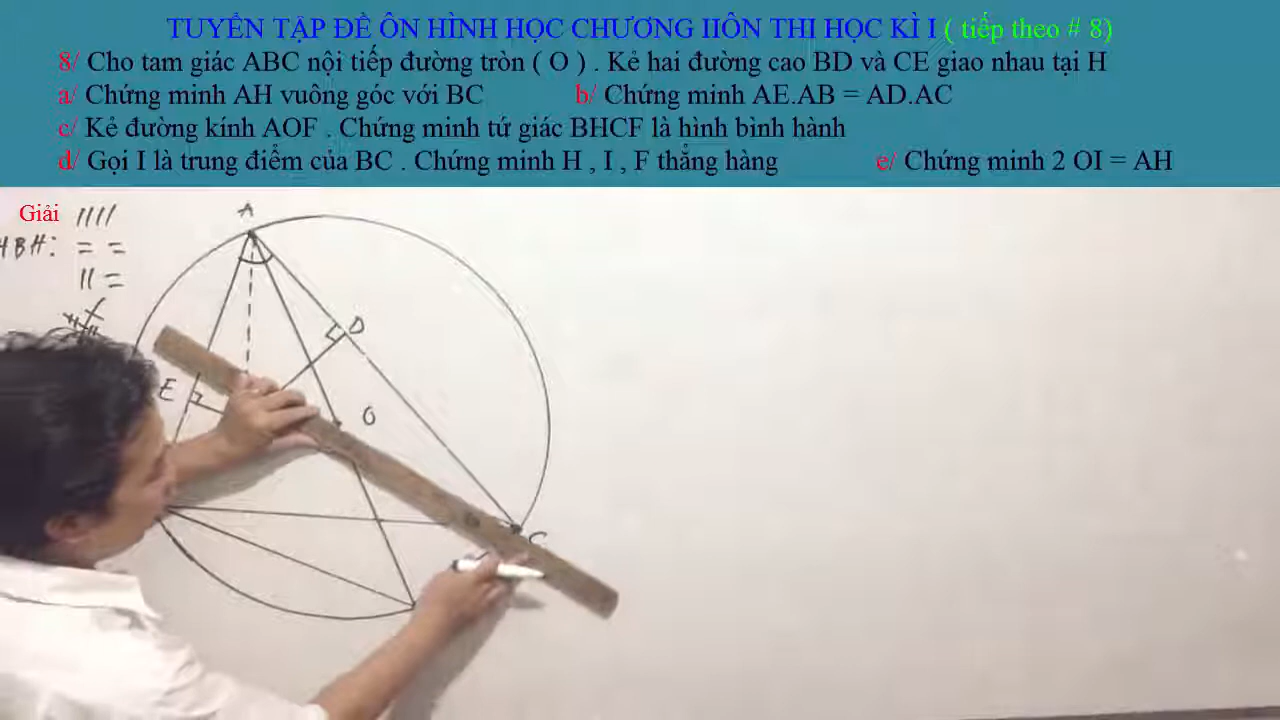 TUYỂN TẬP ĐỀ ÔN HÌNH HỌC CHƯƠNG IIÔN THI HỌC KÌ I ( tiếp theo # 8)
8/ Cho tam giác ABC nội tiếp đường tròn ( O ) . Kẻ hai đường cao BD và CE giao nhau tại H
a/ Chứng minh AH vuông góc với BC b/ Chứng minh AE.AB = AD.AC
c/ Kẻ đường kính AOF . Chứng minh tứ giác BHCF là hình bình hành
d/ Gọi I là trung điểm của BC . Chứng minh H , I , F thẳng hàng e/ Chứng minh 2 OI = AH
Giải
HBH: = =
A
D
E
O
C